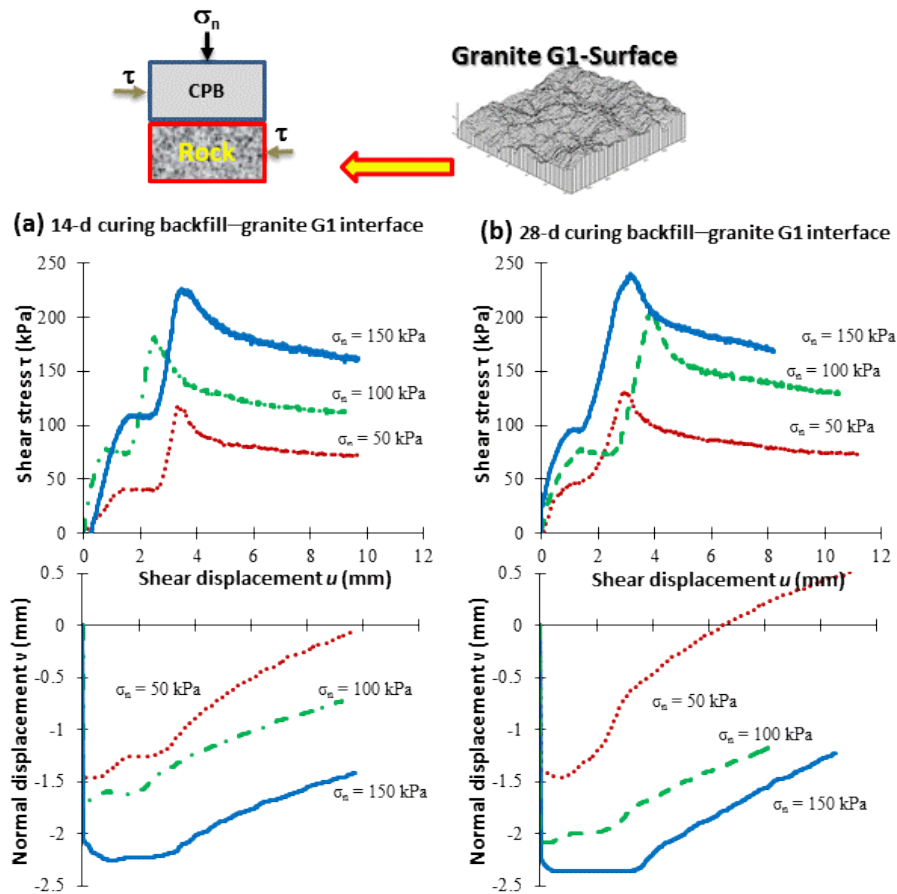 σn
τ
CPB
Rock
τ
Granite G1-Surface
(a) 14-d curing backfill—granite G1 interface
250
200
150
100
50
0
0 2 4 6 8 10 12
Shear stress τ (kPa)
Shear displacement u (mm)
σn = 150 kPa
σn = 100 kPa
σn = 50 kPa
(b) 28-d curing backfill—granite G1 interface
250
200
150
100
50
0
0 2 4 6 8 10 12
Shear stress τ (kPa)
Shear displacement u (mm)
σn = 150 kPa
σn = 100 kPa
σn = 50 kPa
0.5
0
-0.5
-1
-1.5
-2
-2.5
Normal displacement v (mm)
σn = 50 kPa
σn = 100 kPa
σn = 150 kPa
0.5
0
-0.5
-1
-1.5
-2
-2.5
Normal displacement v (mm)
σn = 50 kPa
σn = 100 kPa
σn = 150 kPa